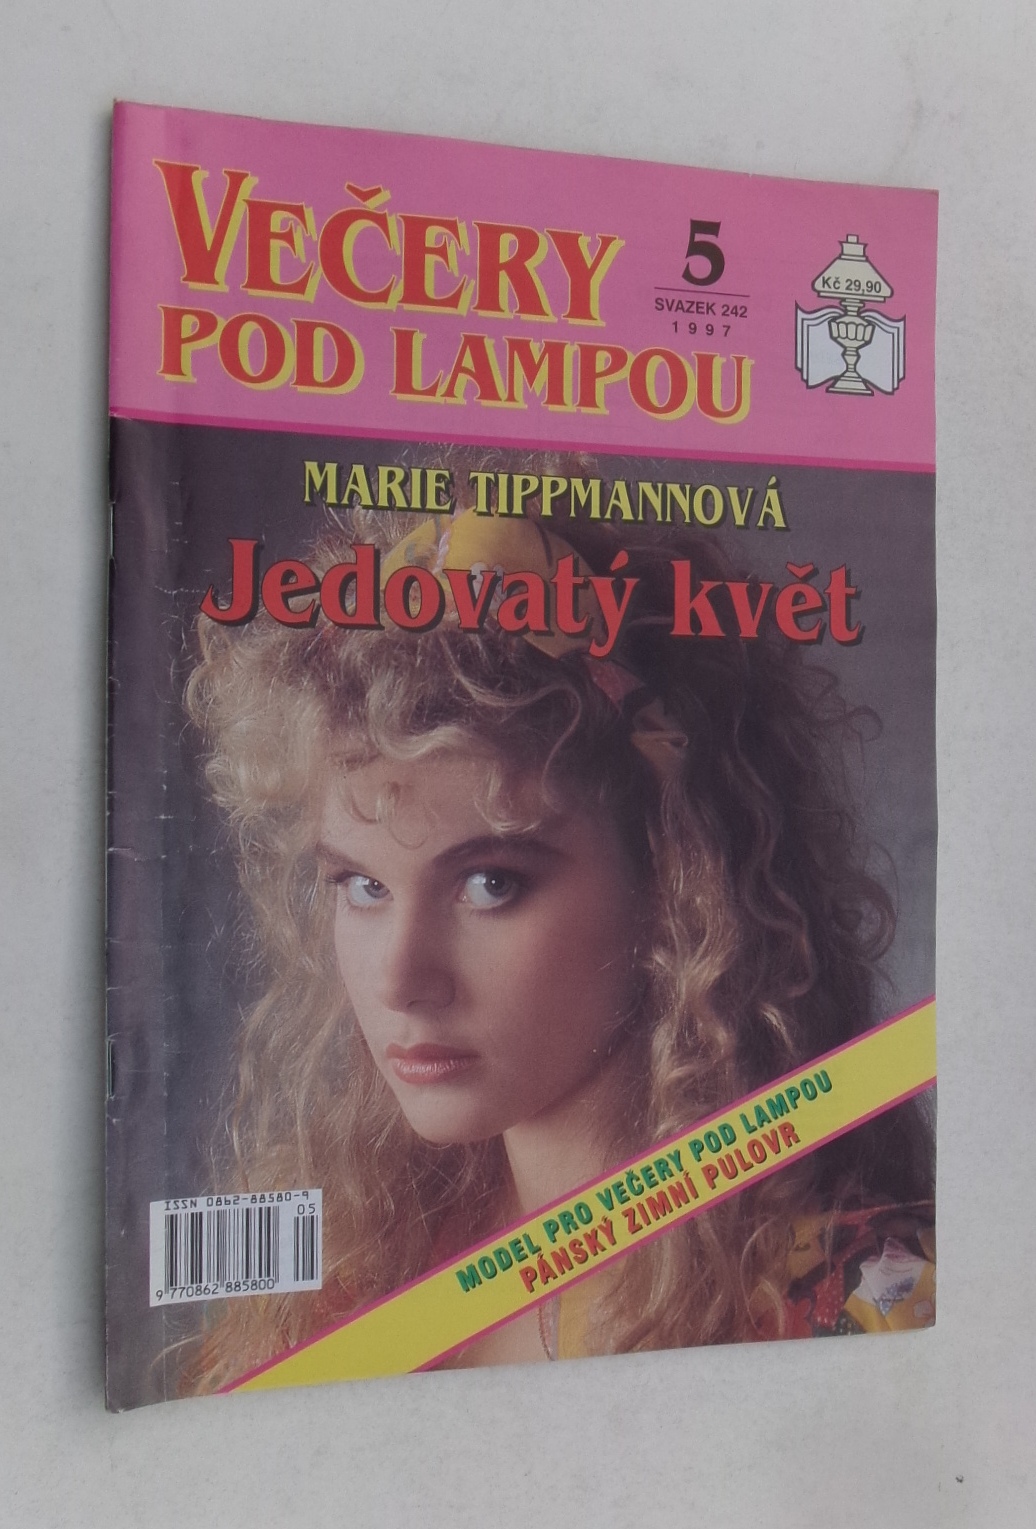 VEČERY
POD LAMPOU
5
SVAZEK 242
1997
Kč 29,90
MARIE TIPPMANNOVÁ
Jedovatý květ
MODEL PRO VEČERY POD LAMPOU
PÁNSKÝ ZIMNÍ PULOVR
ISSN 0862-88580-9
05
9 770862 885800